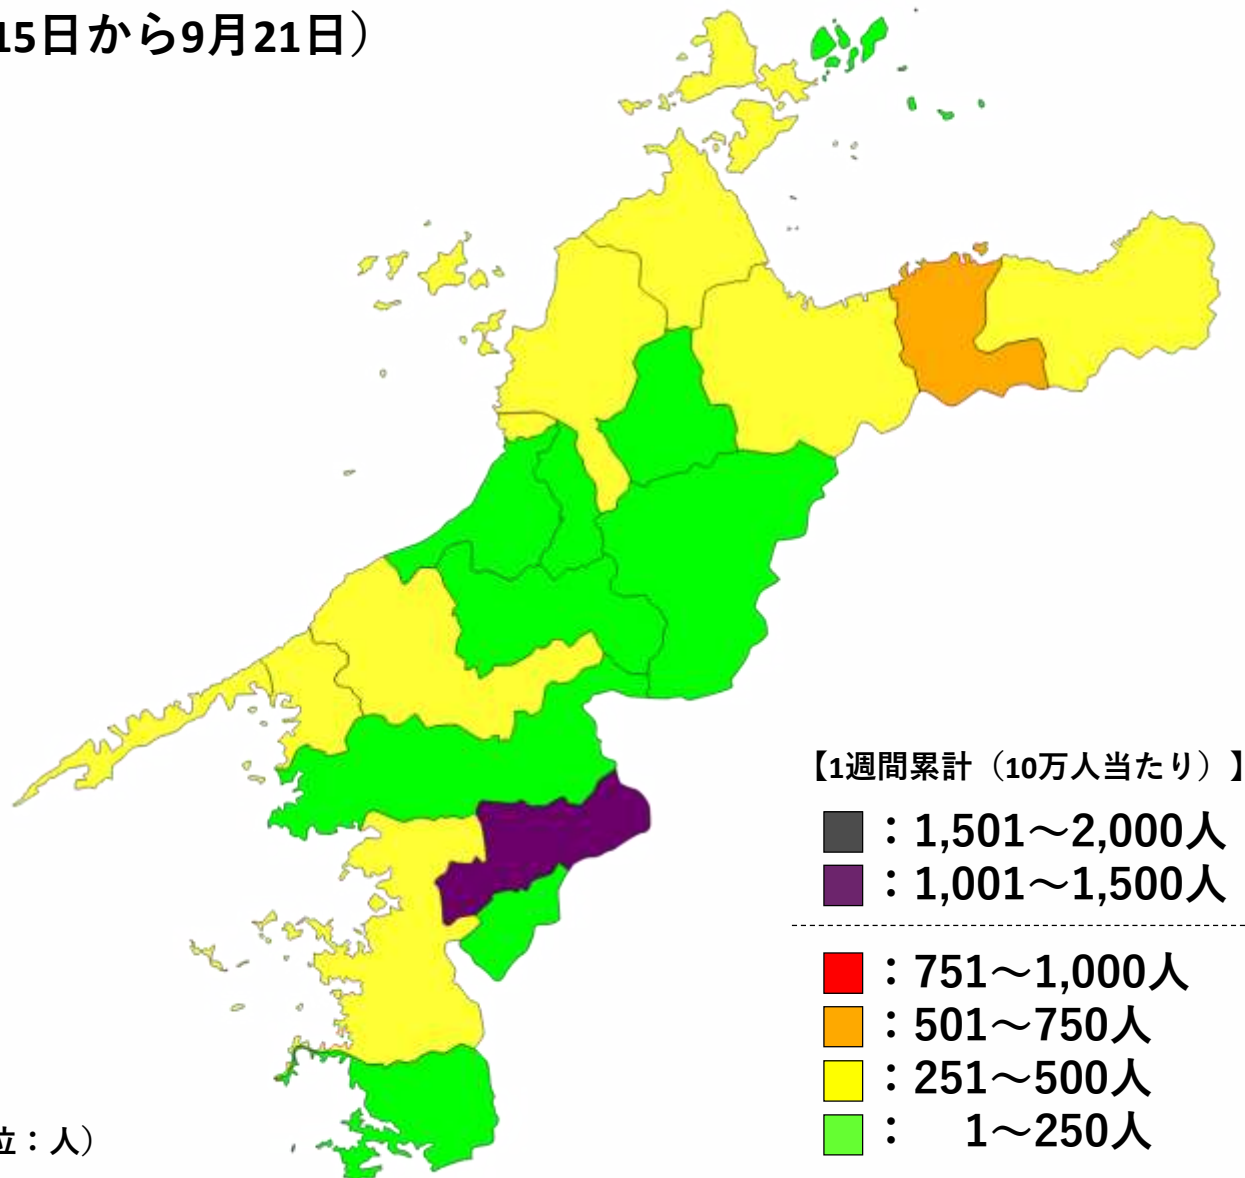 15日から9月21日）
【1週間累計（10万人当たり）】
：1,501～2,000人
：1,001～1,500人
：751～1,000人
：501～750人
：251～500人
：　1～250人
位：人）